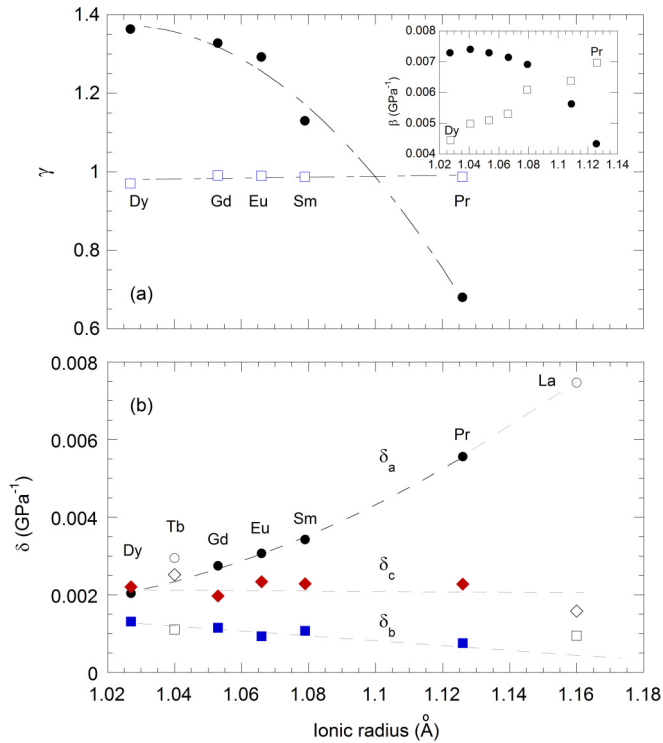 1.4
1.2
1
0.8
0.6
γ
Dy
Gd
Eu
Sm
Pr
(a)
0.008
0.007
0.006
0.005
0.004
β (GPa⁻¹)
Pr
Dy
1.02 1.04 1.06 1.08 1.1 1.12 1.14
0.008
0.006
0.004
0.002
0
δ (GPa⁻¹)
(b)
La
Pr
δa
Tb
Dy
Gd
Eu
Sm
δc
δb
1.02 1.04 1.06 1.08 1.1 1.12 1.14 1.16 1.18
Ionic radius (Å)